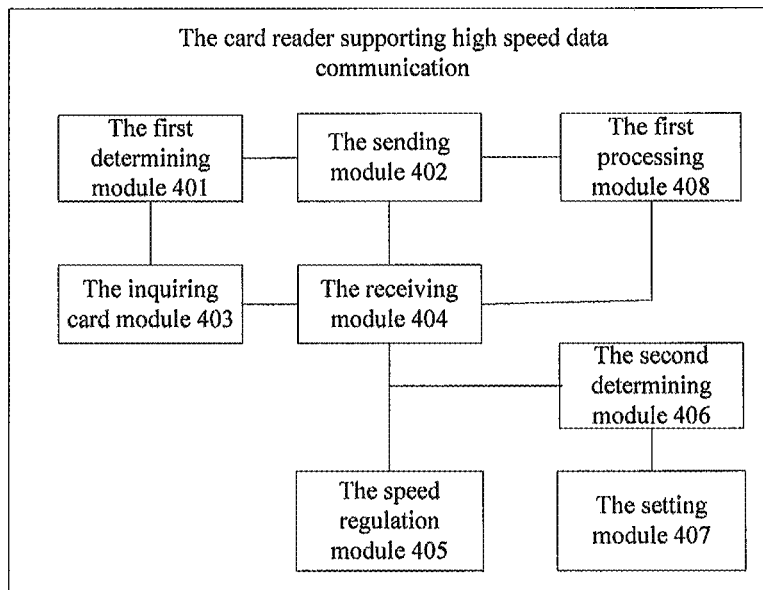 The card reader supporting high speed data
communication
The first
determining
module 401
The sending
module 402
The first
processing
module 408
The inquiring
card module 403
The receiving
module 404
The second
determining
module 406
The speed
regulation
module 405
The setting
module 407